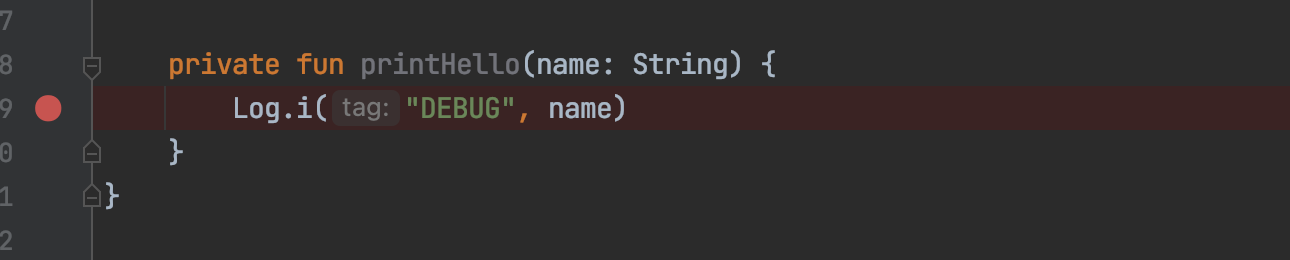 7
8 private fun printHello(name: String) {
9 Log.i( tag: "DEBUG", name)
0 }
1 }
2